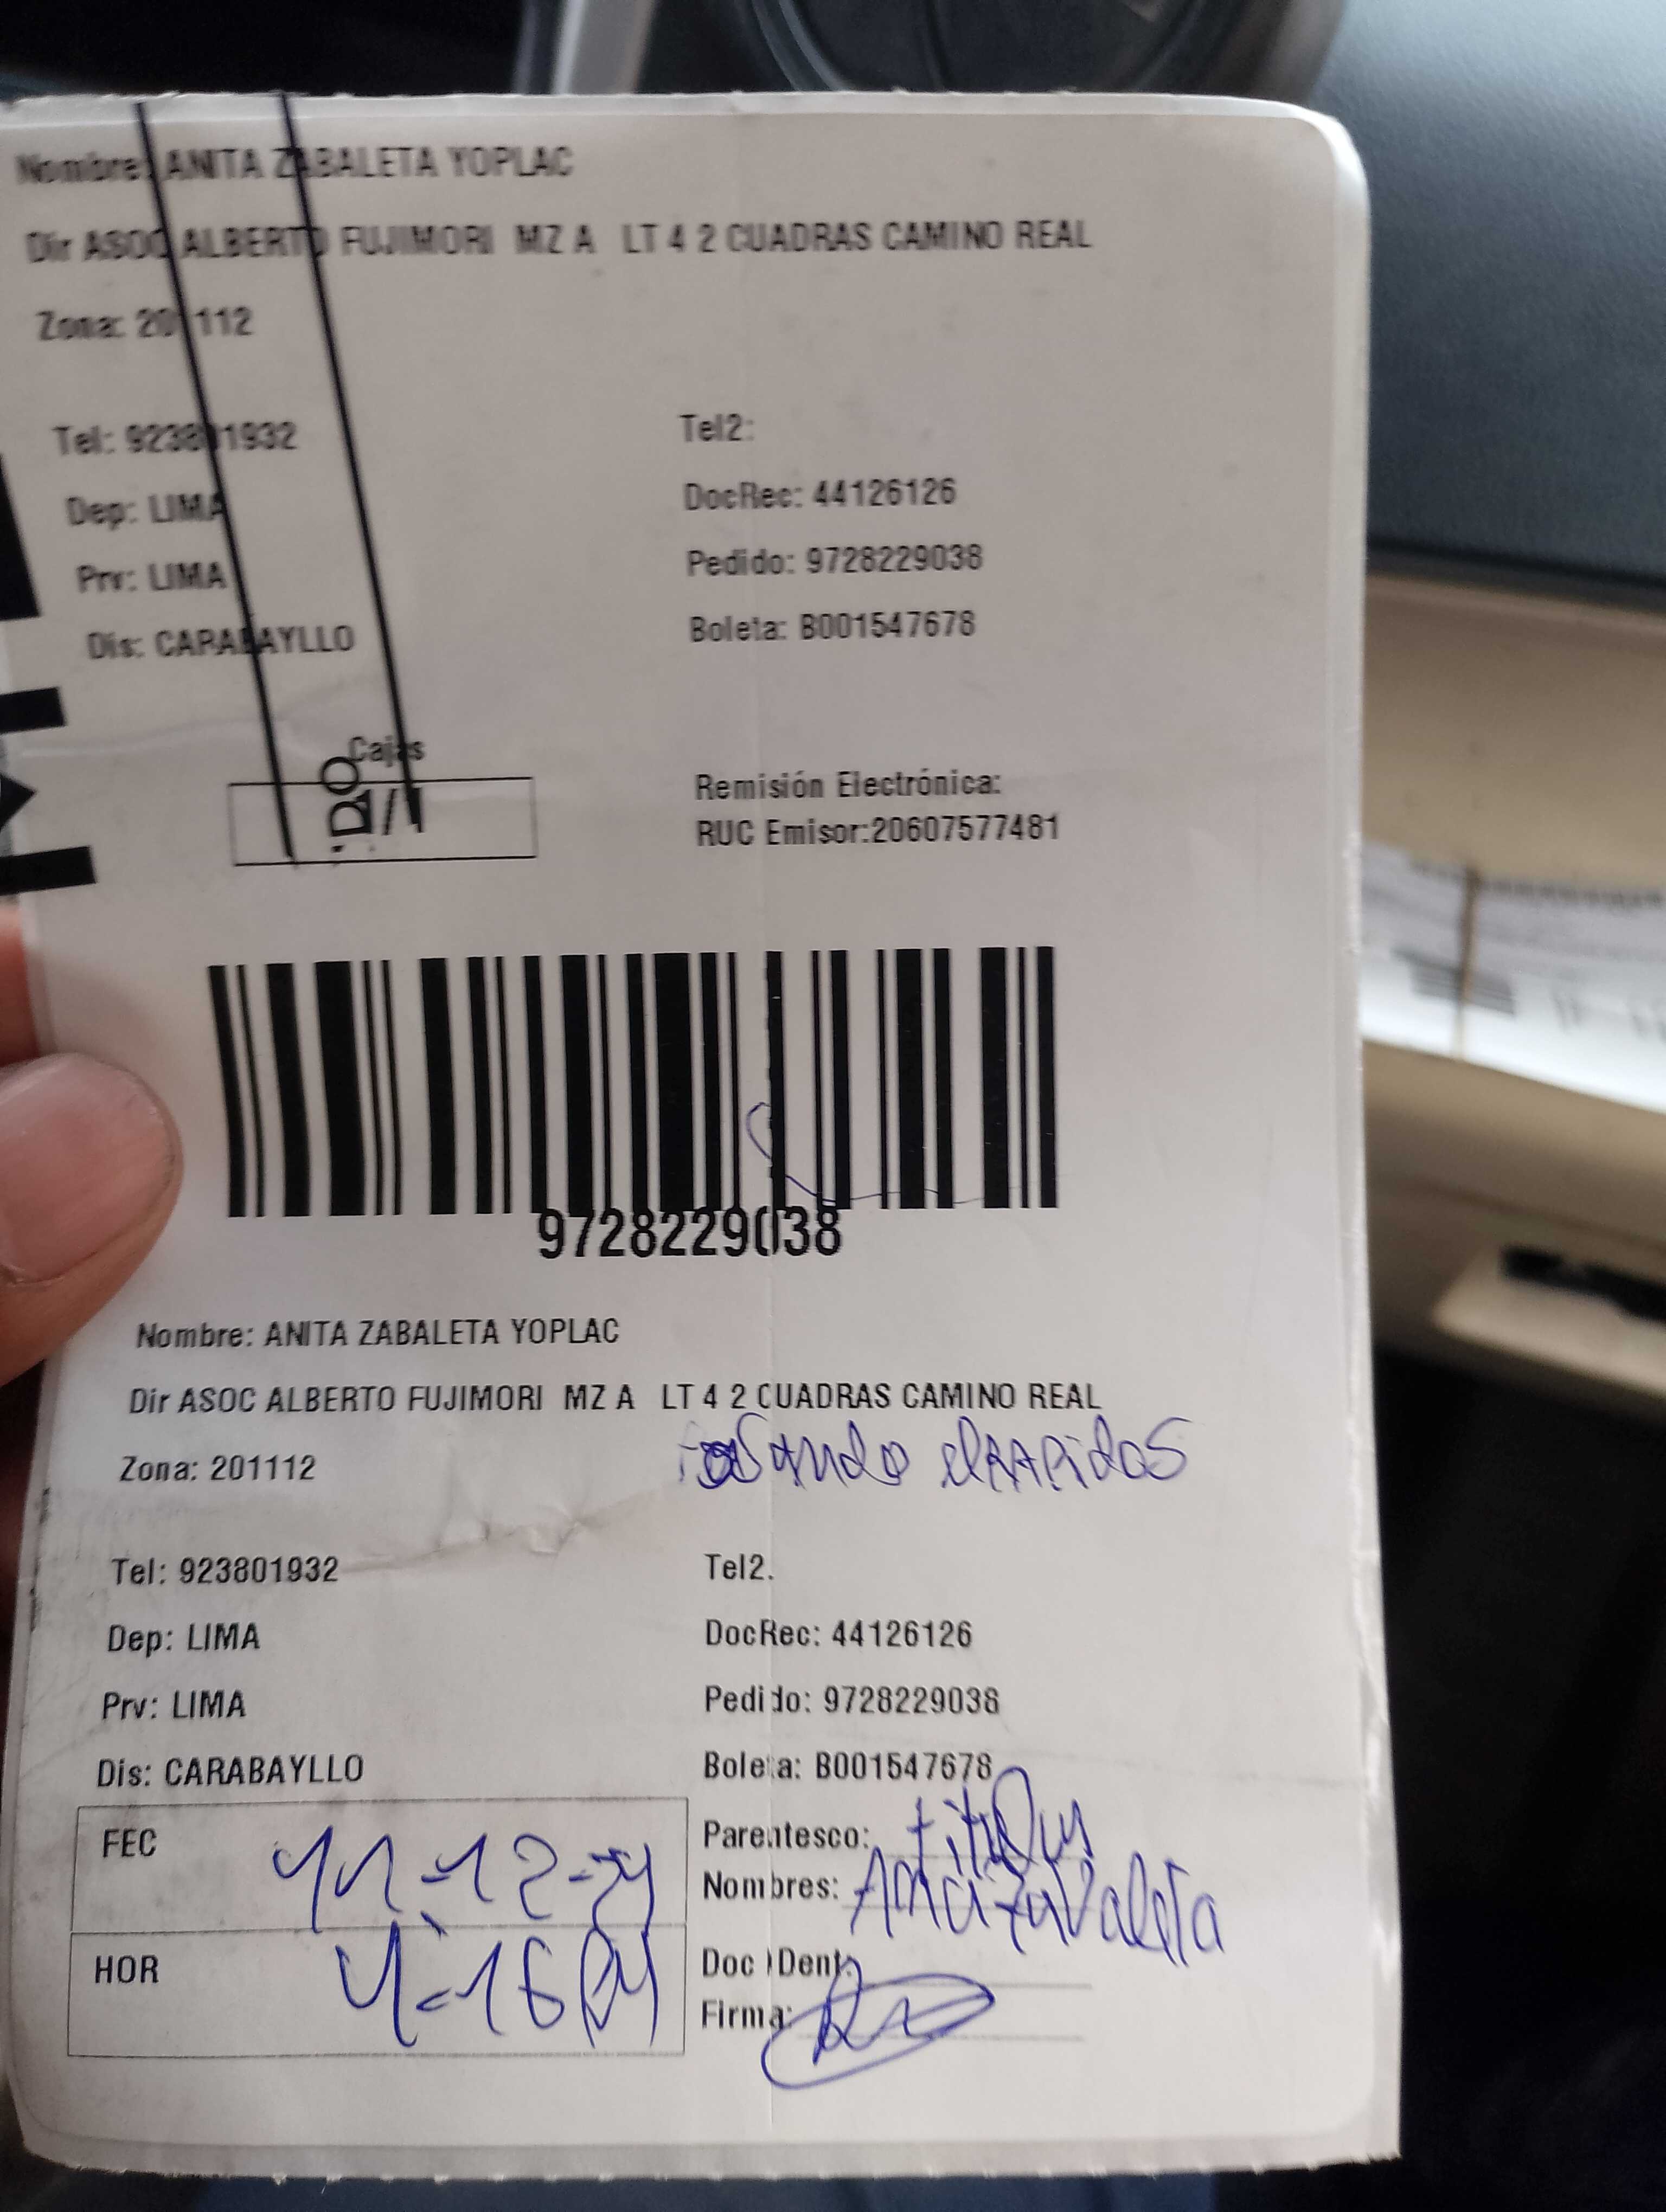 Nombre: ANITA ZABALETA YOPLAC
Dir ASOC ALBERTO FUJIMORI MZ A LT 4 2 CUADRAS CAMINO REAL
Zona: 201112
Tel: 923801932 Tel2:
Dep: LIMA DocRec: 44126126
Prv: LIMA Pedido: 9728229038
Dis: CARABAYLLO Boleta: B001547678
Cajas
1/1
Remisión Electrónica:
RUC Emisor:20607577481
9728229038
Nombre: ANITA ZABALETA YOPLAC
Dir ASOC ALBERTO FUJIMORI MZ A LT 4 2 CUADRAS CAMINO REAL
Zona: 201112
Tel: 923801932 Tel2.
Dep: LIMA DocRec: 44126126
Prv: LIMA Pedido: 9728229038
Dis: CARABAYLLO Boleta: B001547678
FEC 11-12-24
Parentesco:
Nombres: Zavaleta
HOR 4:16 PM
Doc IDent:
Firma: